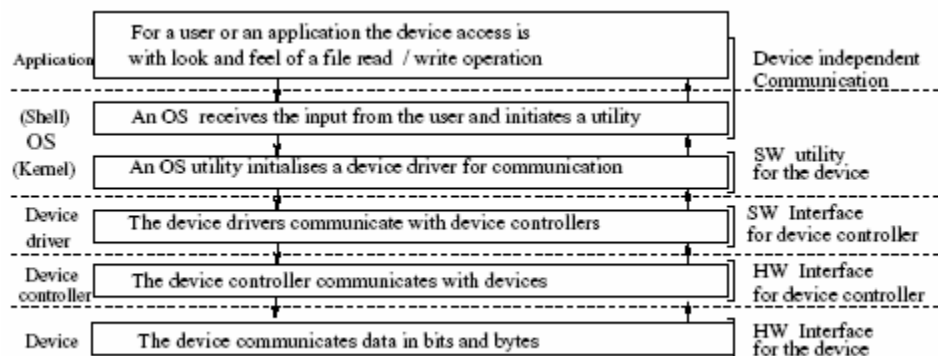 For a user or an application the device access is
Application with look and feel of a file read / write operation
Device independent
Communication
(Shell)
OS
(Kernel)
An OS receives the input from the user and initiates a utility
An OS utility initialises a device driver for communication
SW utility
for the device
Device
driver
The device drivers communicate with device controllers
SW Interface
for device controller
Device
controller
The device controller communicates with devices
HW Interface
for device controller
Device
The device communicates data in bits and bytes
HW Interface
for the device